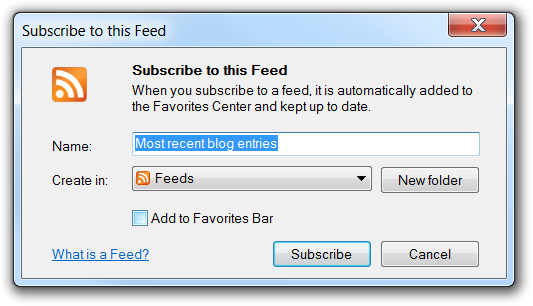 Subscribe to this Feed
Subscribe to this Feed
When you subscribe to a feed, it is automatically added to
the Favorites Center and kept up to date.
Name: Most recent blog entries
Create in: Feeds New folder
Add to Favorites Bar
What is a Feed? Subscribe Cancel